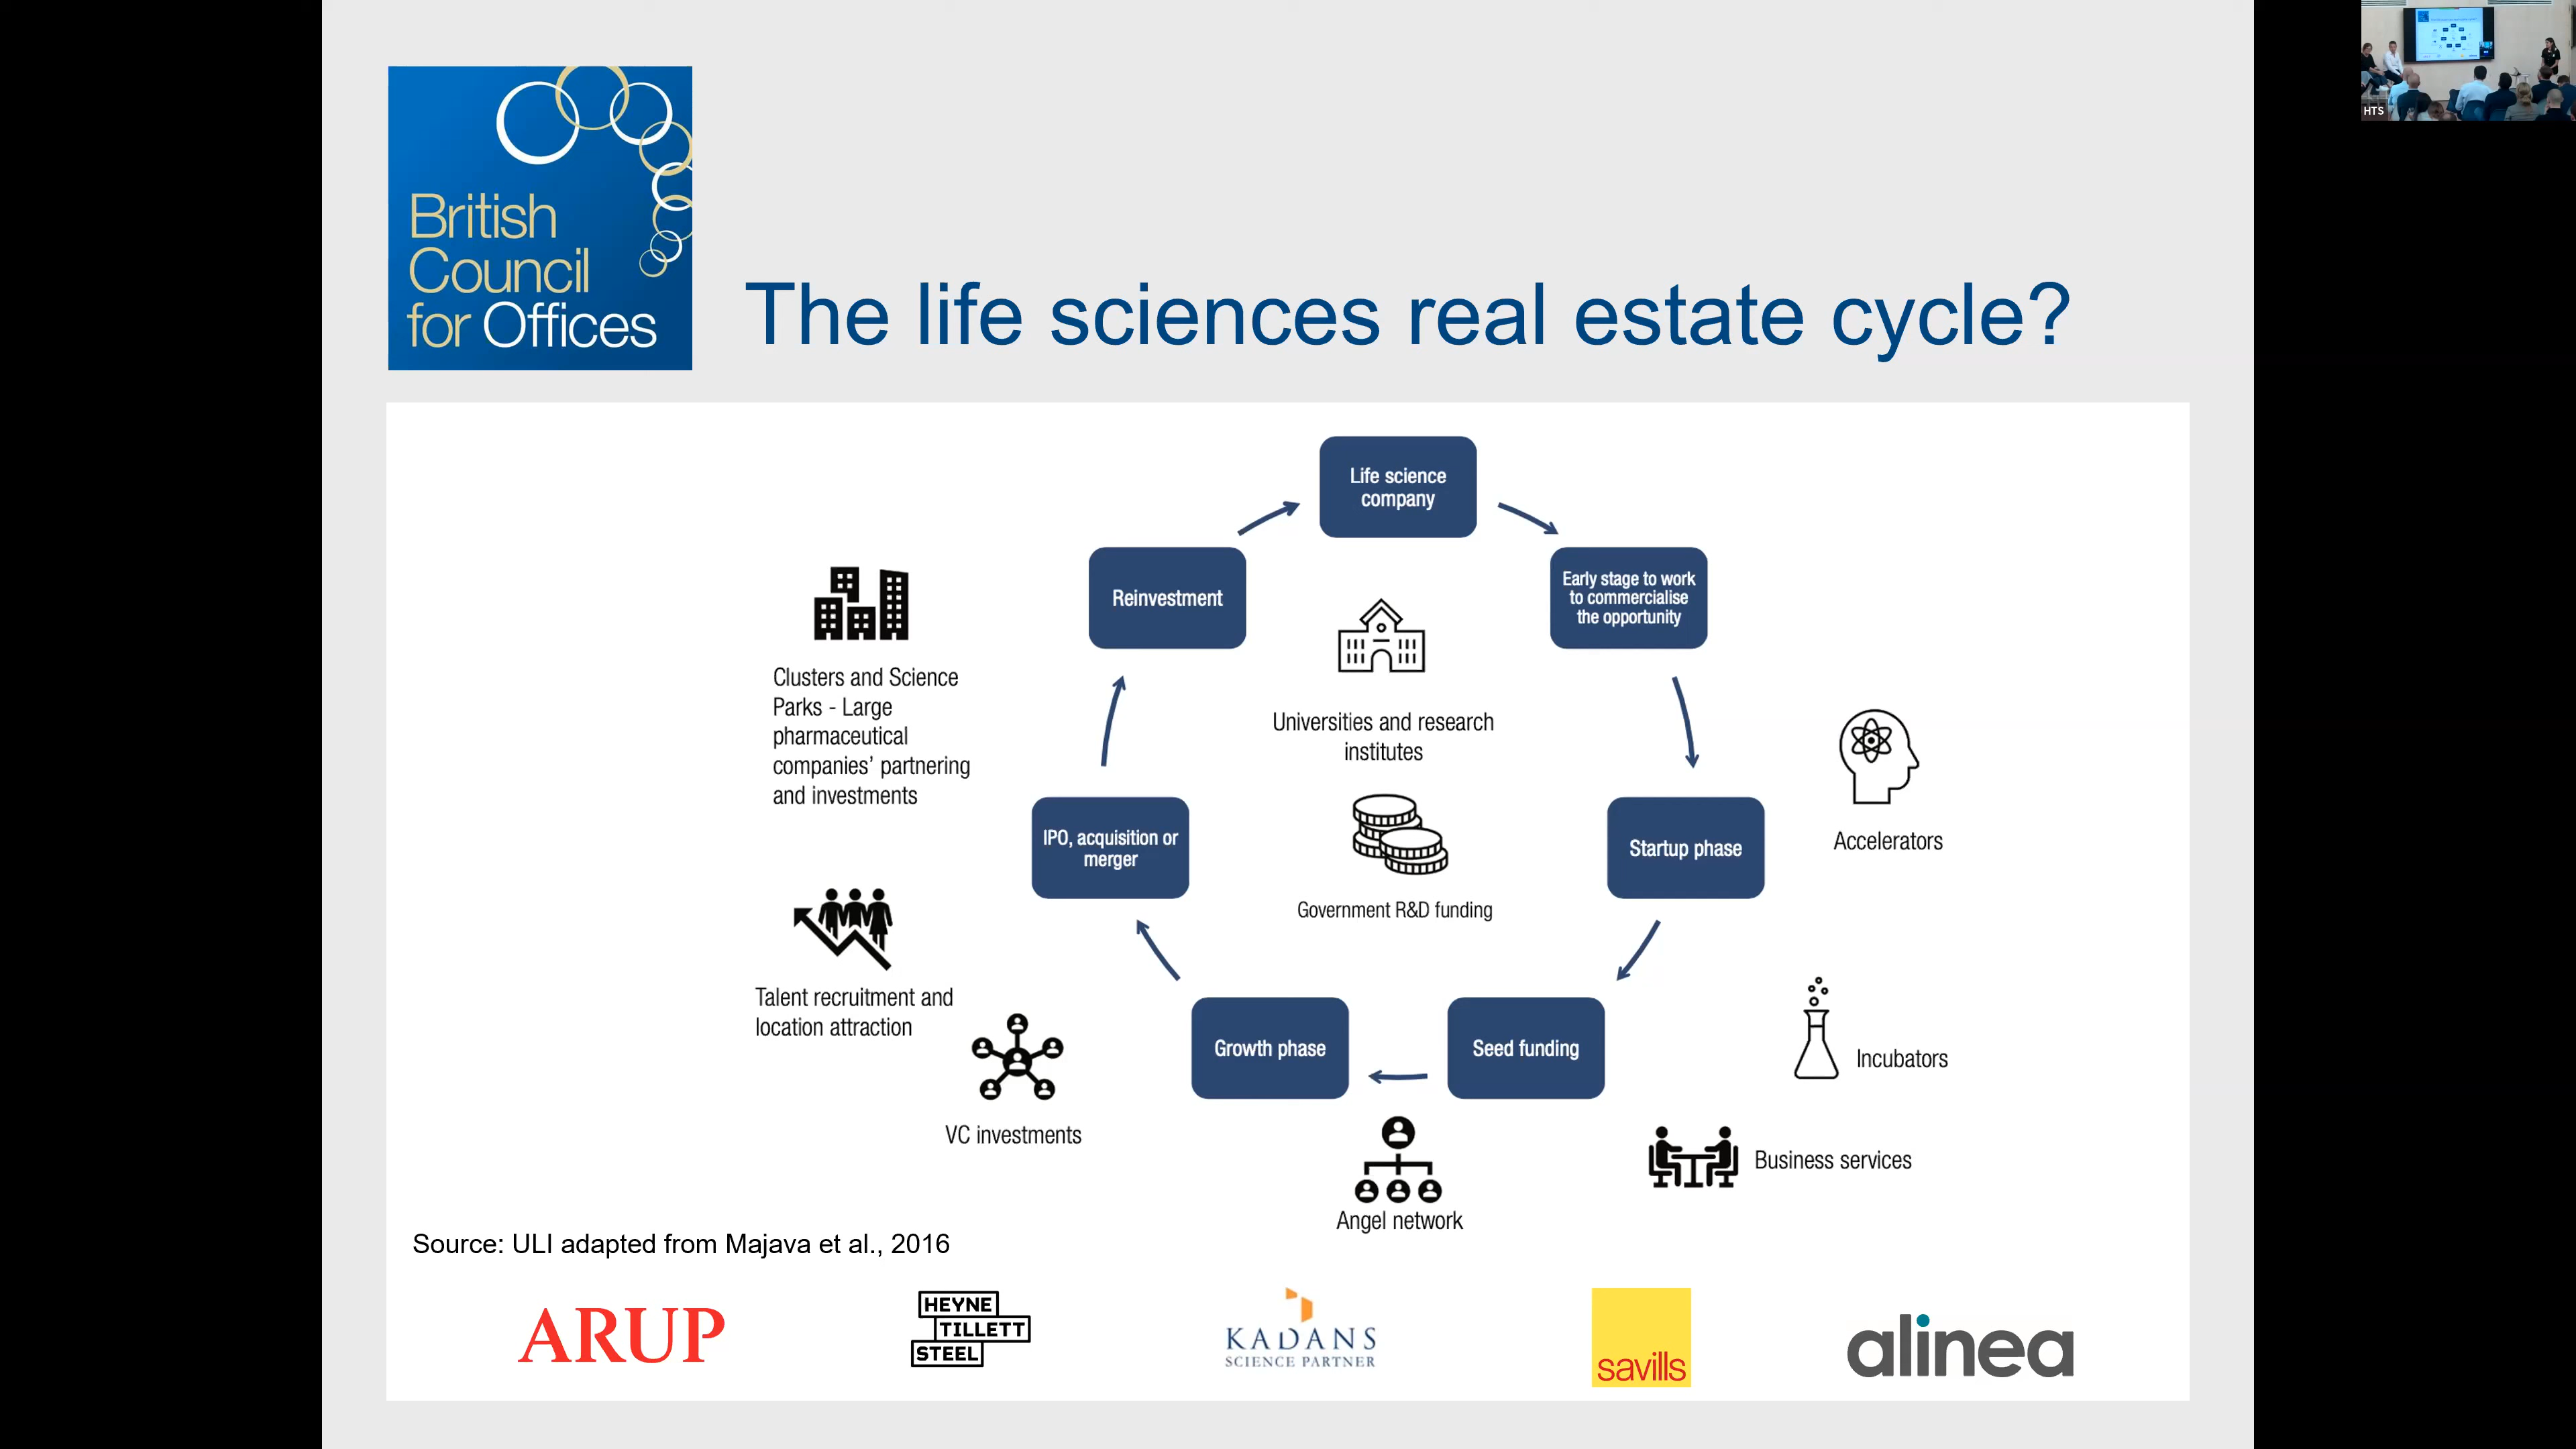 British
Council
for Offices
HTS
The life sciences real estate cycle?
Life science
company
Reinvestment
Early stage to work
to commercialise
the opportunity
Clusters and Science
Parks - Large
pharmaceutical
companies' partnering
and investments
Universities and research
institutes
Accelerators
IPO, acquisition or
merger
Startup phase
Government R&D funding
Talent recruitment and
location attraction
Growth phase
Seed funding
Incubators
VC investments
Business services
Angel network
Source: ULI adapted from Majava et al., 2016
ARUP
HEYNE
TILLETT
STEEL
KADANS
SCIENCE PARTNER
savills
alinea